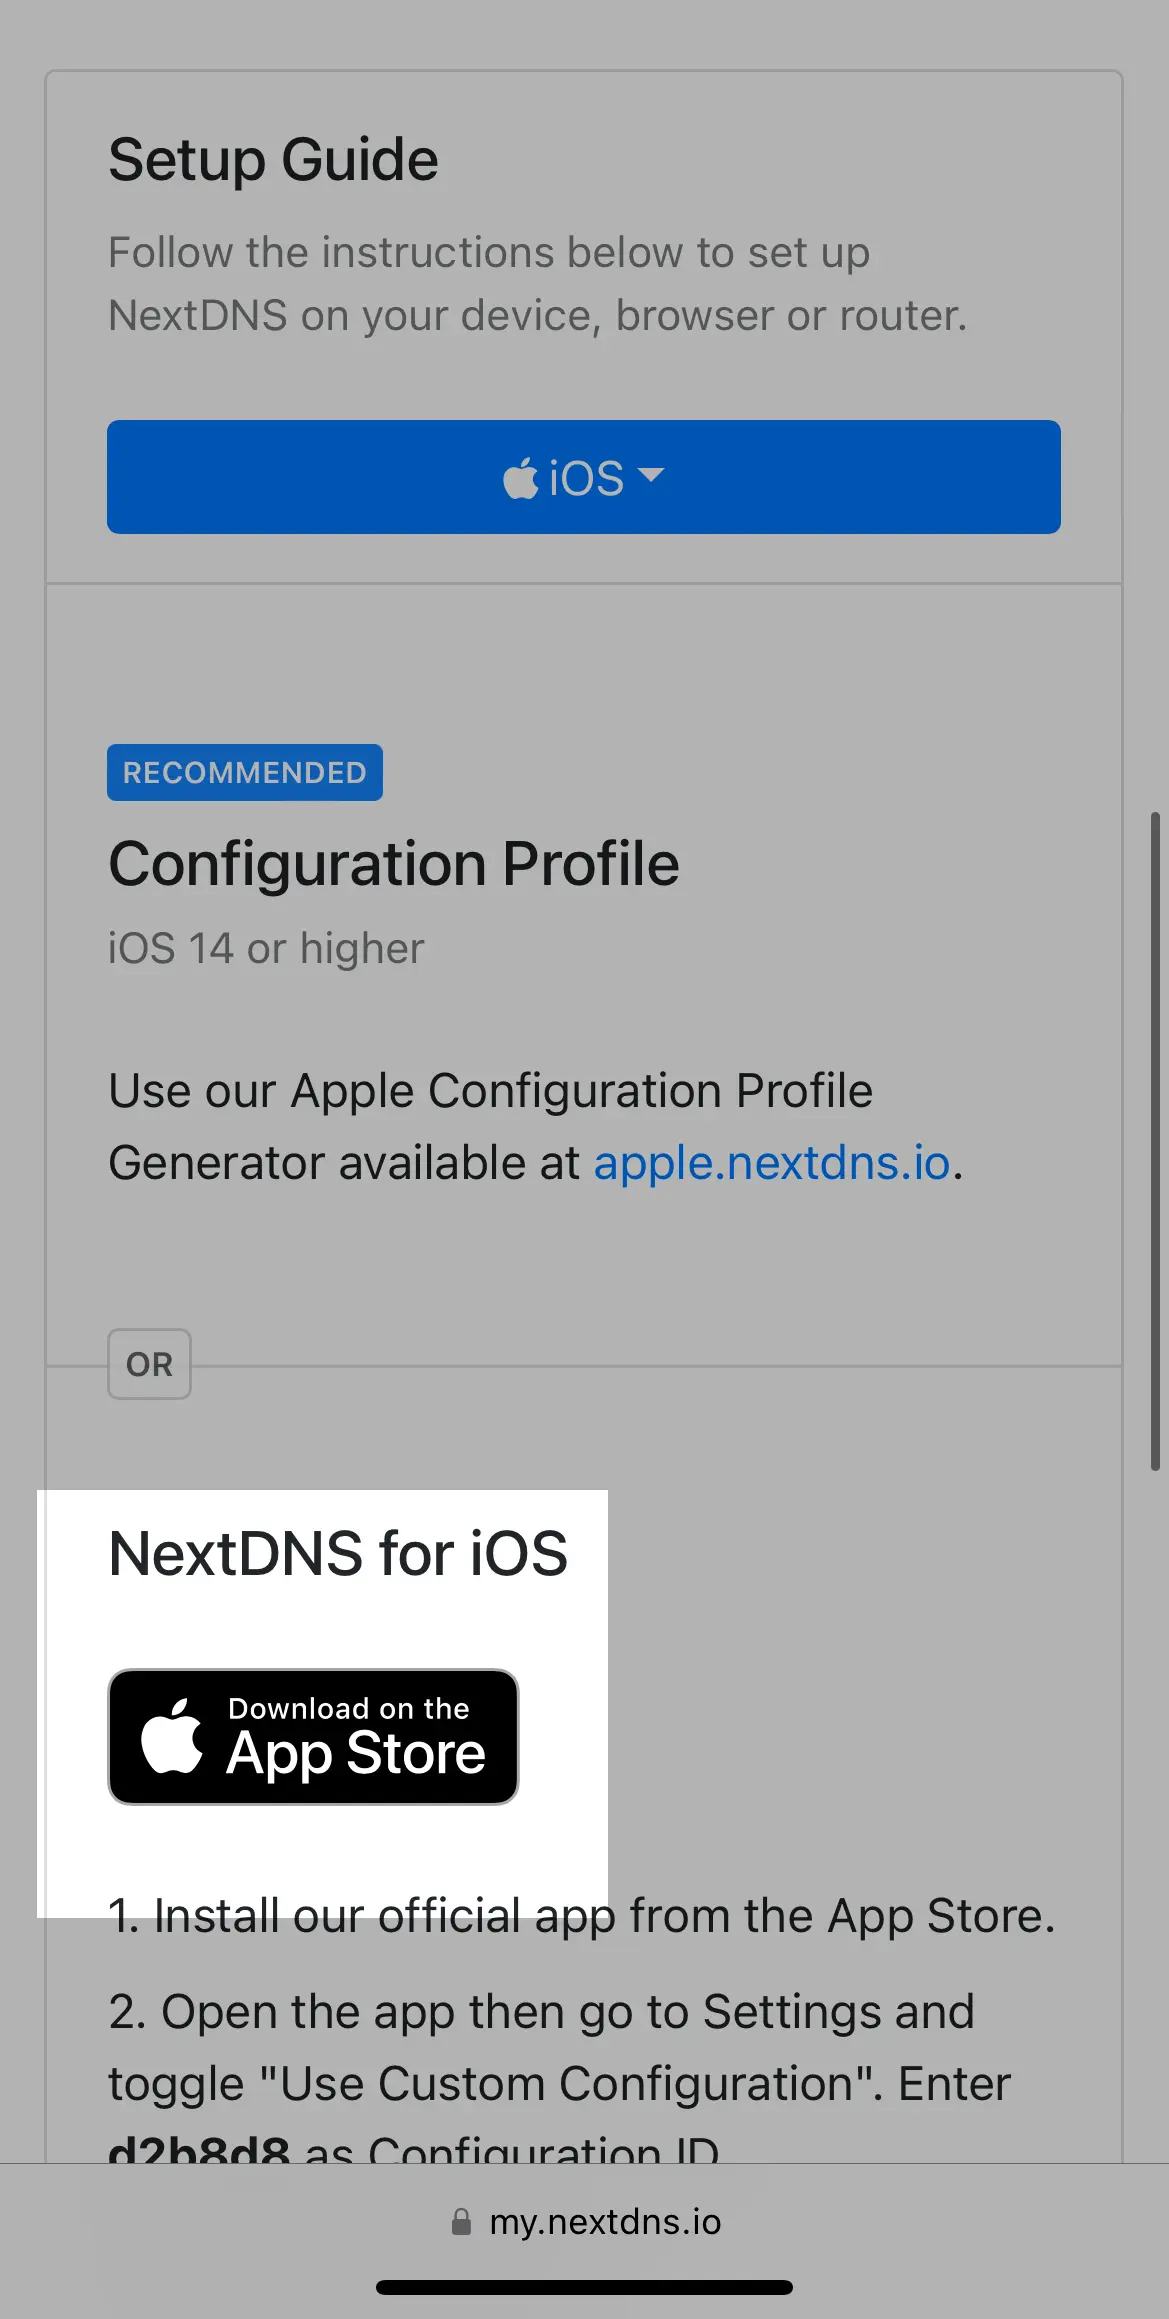 Setup Guide
Follow the instructions below to set up
NextDNS on your device, browser or router.
iOS
RECOMMENDED
Configuration Profile
iOS 14 or higher
Use our Apple Configuration Profile
Generator available at apple.nextdns.io.
OR
NextDNS for iOS
Download on the
App Store
1. Install our official app from the App Store.
2. Open the app then go to Settings and
toggle "Use Custom Configuration". Enter
d2b8d8 as Configuration ID
my.nextdns.io